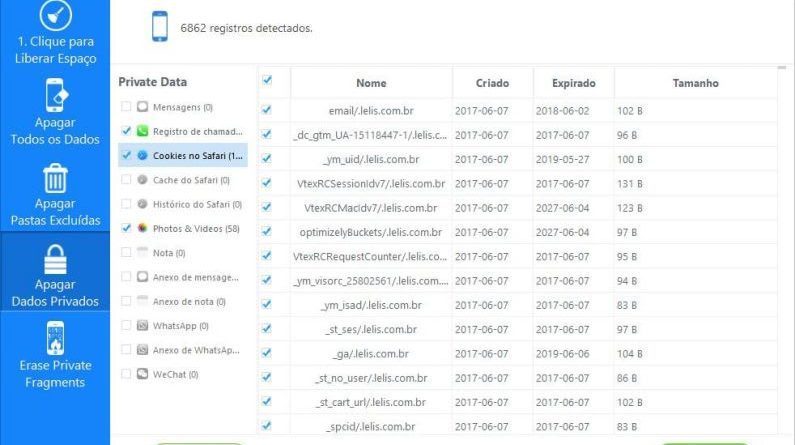 1. Clique para
Liberar Espaço
Apagar
Todos os Dados
Apagar
Pastas Excluídas
Apagar
Dados Privados
Erase Private
Fragments
6862 registros detectados.
Private Data
Mensagens (0)
Registro de chamad...
Cookies no Safari (1...
Cache do Safari (0)
Histórico do Safari (0)
Photos & Videos (58)
Nota (0)
Anexo de mensage...
Anexo de nota (0)
WhatsApp (0)
Anexo de WhatsAp...
WeChat (0)
Nome Criado Expirado Tamanho
email/.lelis.com.br 2017-06-07 2018-06-02 102 B
_dc_gtm_UA-15118447-1/.lelis.c... 2017-06-07 2017-06-07 96 B
_ym_uid/.lelis.com.br 2017-06-07 2019-05-27 100 B
VtexRCSessionIdv7/.lelis.com.br 2017-06-07 2017-06-07 131 B
VtexRCMacIdv7/.lelis.com.br 2017-06-07 2027-06-04 123 B
optimizelyBuckets/.lelis.com.br 2017-06-07 2027-06-04 97 B
VtexRCRequestCounter/.lelis.co... 2017-06-07 2017-06-07 95 B
_ym_visorc_25802561/.lelis.com.... 2017-06-07 2017-06-07 94 B
_ym_isad/.lelis.com.br 2017-06-07 2017-06-07 83 B
_st_ses/.lelis.com.br 2017-06-07 2017-06-07 97 B
_ga/.lelis.com.br 2017-06-07 2019-06-06 104 B
_st_no_user/.lelis.com.br 2017-06-07 2017-06-07 86 B
_st_cart_url/.lelis.com.br 2017-06-07 2017-06-07 102 B
_spcid/.lelis.com.br 2017-06-07 2017-06-07 83 B